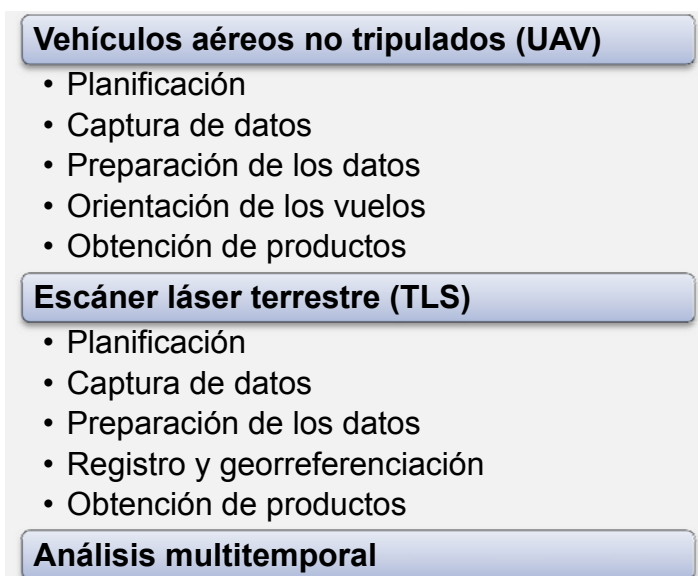 Vehículos aéreos no tripulados (UAV)
• Planificación
• Captura de datos
• Preparación de los datos
• Orientación de los vuelos
• Obtención de productos
Escáner láser terrestre (TLS)
• Planificación
• Captura de datos
• Preparación de los datos
• Registro y georreferenciación
• Obtención de productos
Análisis multitemporal